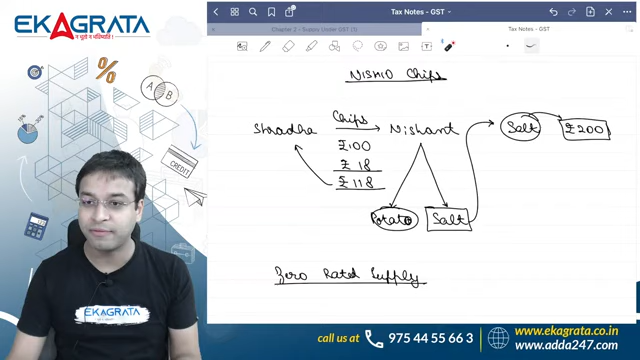 EKAGRATA
Chapter 2 - Supply Under GST (1)
Tax Notes - GST
Tax Notes - GST
NISHIO Chips
Shradha
Chips
Nishant
₹100
₹ 18
₹ 118
Salt
₹200
Potato
Salt
Zero Rated Supply
%
A
B
CREDIT
EKAGRATA
call us at
975 44 55 66 3
www.ekagrata.co.in
www.adda247.com